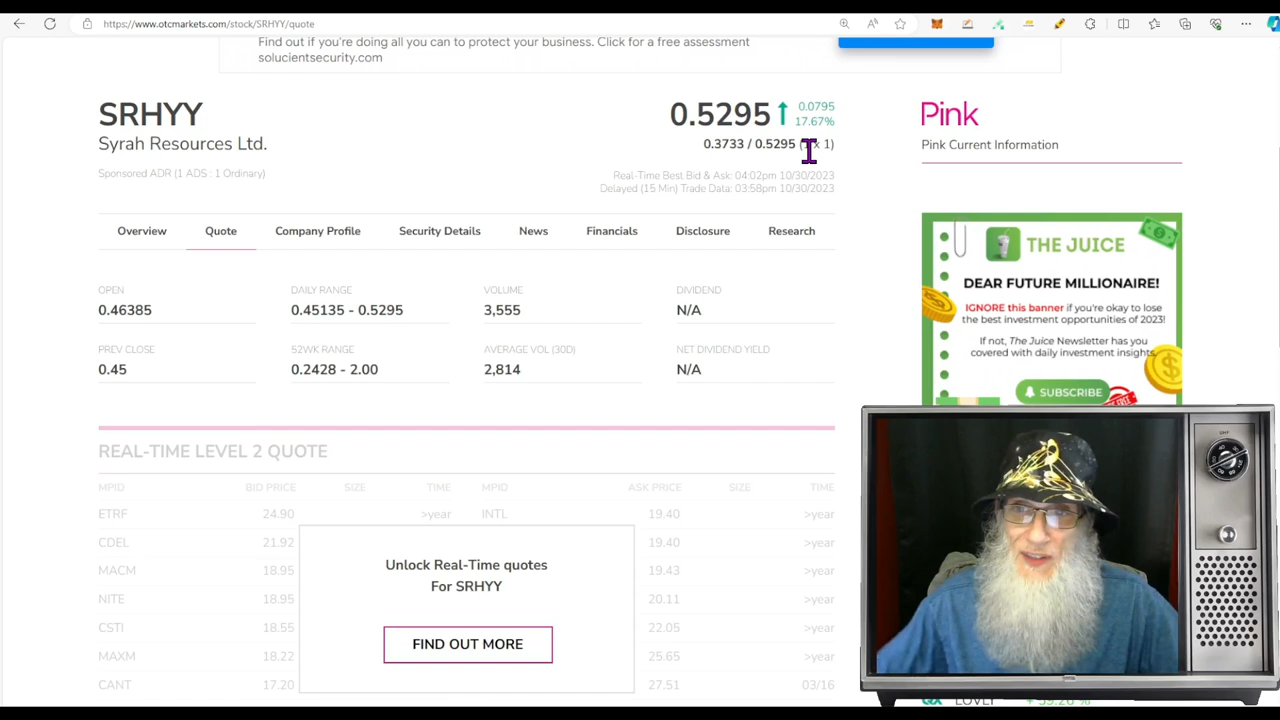 https://www.otcmarkets.com/stock/SRHYY/quote
Find out if you're doing all you can to protect your business. Click for a free assessment
solucientsecurity.com
SRHYY
Syrah Resources Ltd.
Sponsored ADR (1 ADS : 1 Ordinary)
0.5295
0.0795
17.67%
0.3733 / 0.5295 (1 x 1)
Real-Time Best Bid & Ask: 04:02pm 10/30/2023
Delayed (15 Min) Trade Data: 03:58pm 10/30/2023
Pink
Pink Current Information
Overview Quote Company Profile Security Details News Financials Disclosure Research
OPEN DAILY RANGE VOLUME DIVIDEND
0.46385 0.45135 - 0.5295 3,555 N/A
PREV CLOSE 52WK RANGE AVERAGE VOL (30D) NET DIVIDEND YIELD
0.45 0.2428 - 2.00 2,814 N/A
THE JUICE
DEAR FUTURE MILLIONAIRE!
IGNORE this banner if you're okay to lose
the best investment opportunities of 2023!
If not, The Juice Newsletter has you
covered with daily investment insights.
SUBSCRIBE
REAL-TIME LEVEL 2 QUOTE
MPID BID PRICE SIZE TIME MPID ASK PRICE SIZE TIME
ETRF 24.90 >year INTL 19.40 >year
CDEL 21.92 19.40 >year
MACM 18.95 19.43 >year
NITE 18.95 20.11 >year
CSTI 18.55 22.05 >year
MAXM 18.22 25.65 >year
CANT 17.20 27.51 03/16
Unlock Real-Time quotes
For SRHYY
FIND OUT MORE